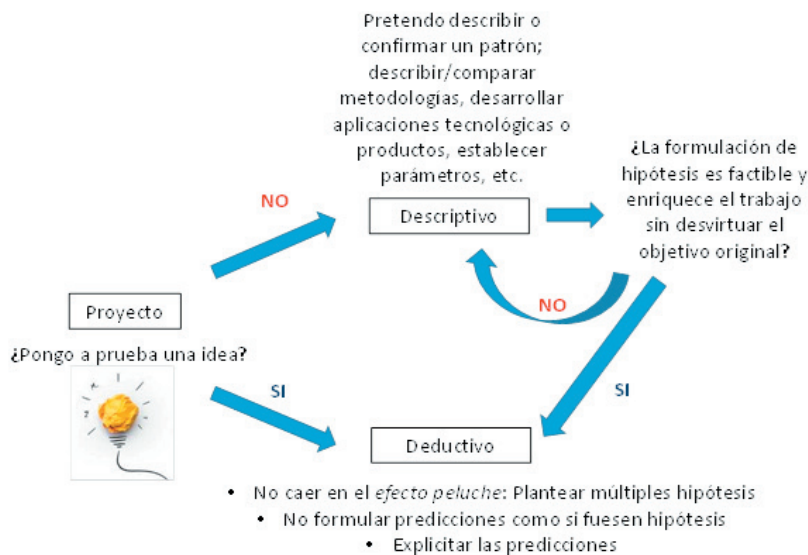 Pretendo describir o
confirmar un patrón;
describir/comparar
metodologías, desarrollar
aplicaciones tecnológicas o
productos, establecer
parámetros, etc.
¿La formulación de
hipótesis es factible y
enriquece el trabajo
sin desvirtuar el
objetivo original?
NO
Descriptivo
NO
Proyecto
¿Pongo a prueba una idea?
SI
SI
Deductivo
• No caer en el efecto peluche: Plantear múltiples hipótesis
• No formular predicciones como si fuesen hipótesis
• Explicitar las predicciones